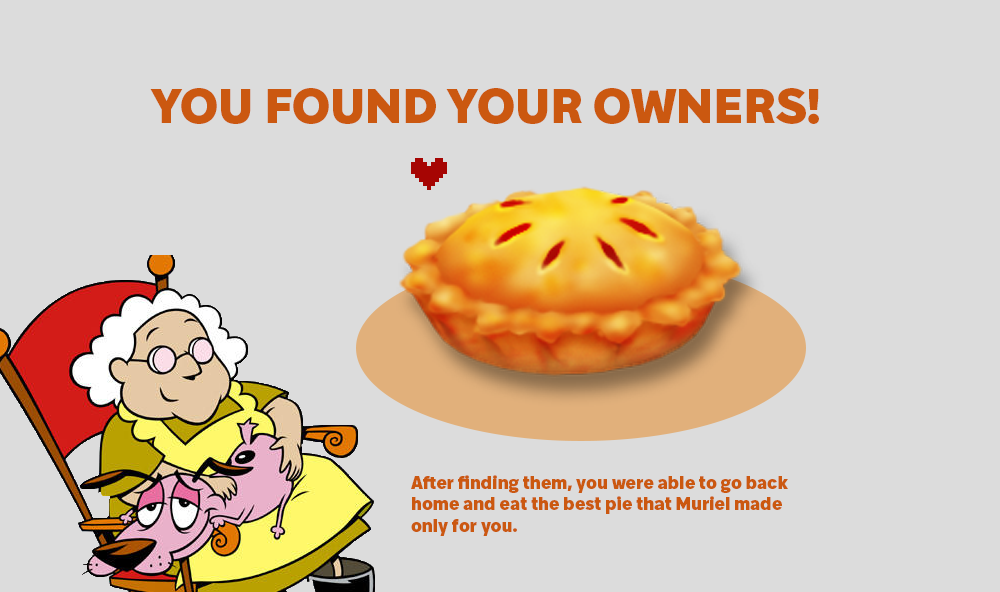 YOU FOUND YOUR OWNERS!
After finding them, you were able to go back
home and eat the best pie that Muriel made
only for you.